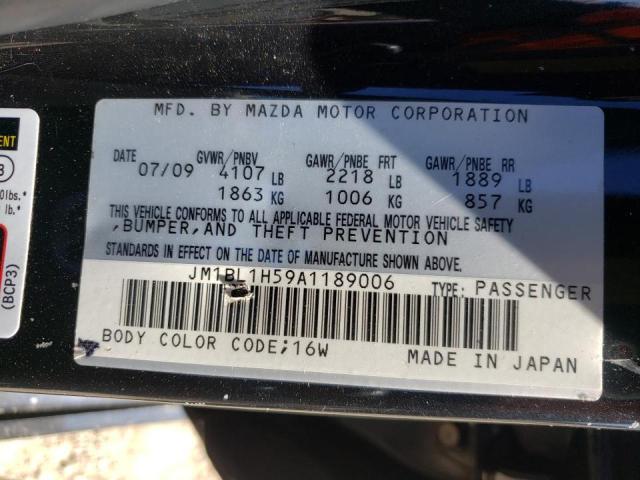 MFD. BY MAZDA MOTOR CORPORATION
DATE 07/09 GVWR/PNBV 4107 LB GAWR/PNBE FRT 2218 LB GAWR/PNBE RR 1889 LB
1863 KG 1006 KG 857 KG
THIS VEHICLE CONFORMS TO ALL APPLICABLE FEDERAL MOTOR VEHICLE SAFETY
,BUMPER,AND THEFT PREVENTION
STANDARDS IN EFFECT ON THE DATE OF MANUFACTURE SHOWN ABOVE.
JM1BL1H59A1189006 TYPE: PASSENGER
BODY COLOR CODE;16W
MADE IN JAPAN
lbs.*
lb.*
(BCP3)